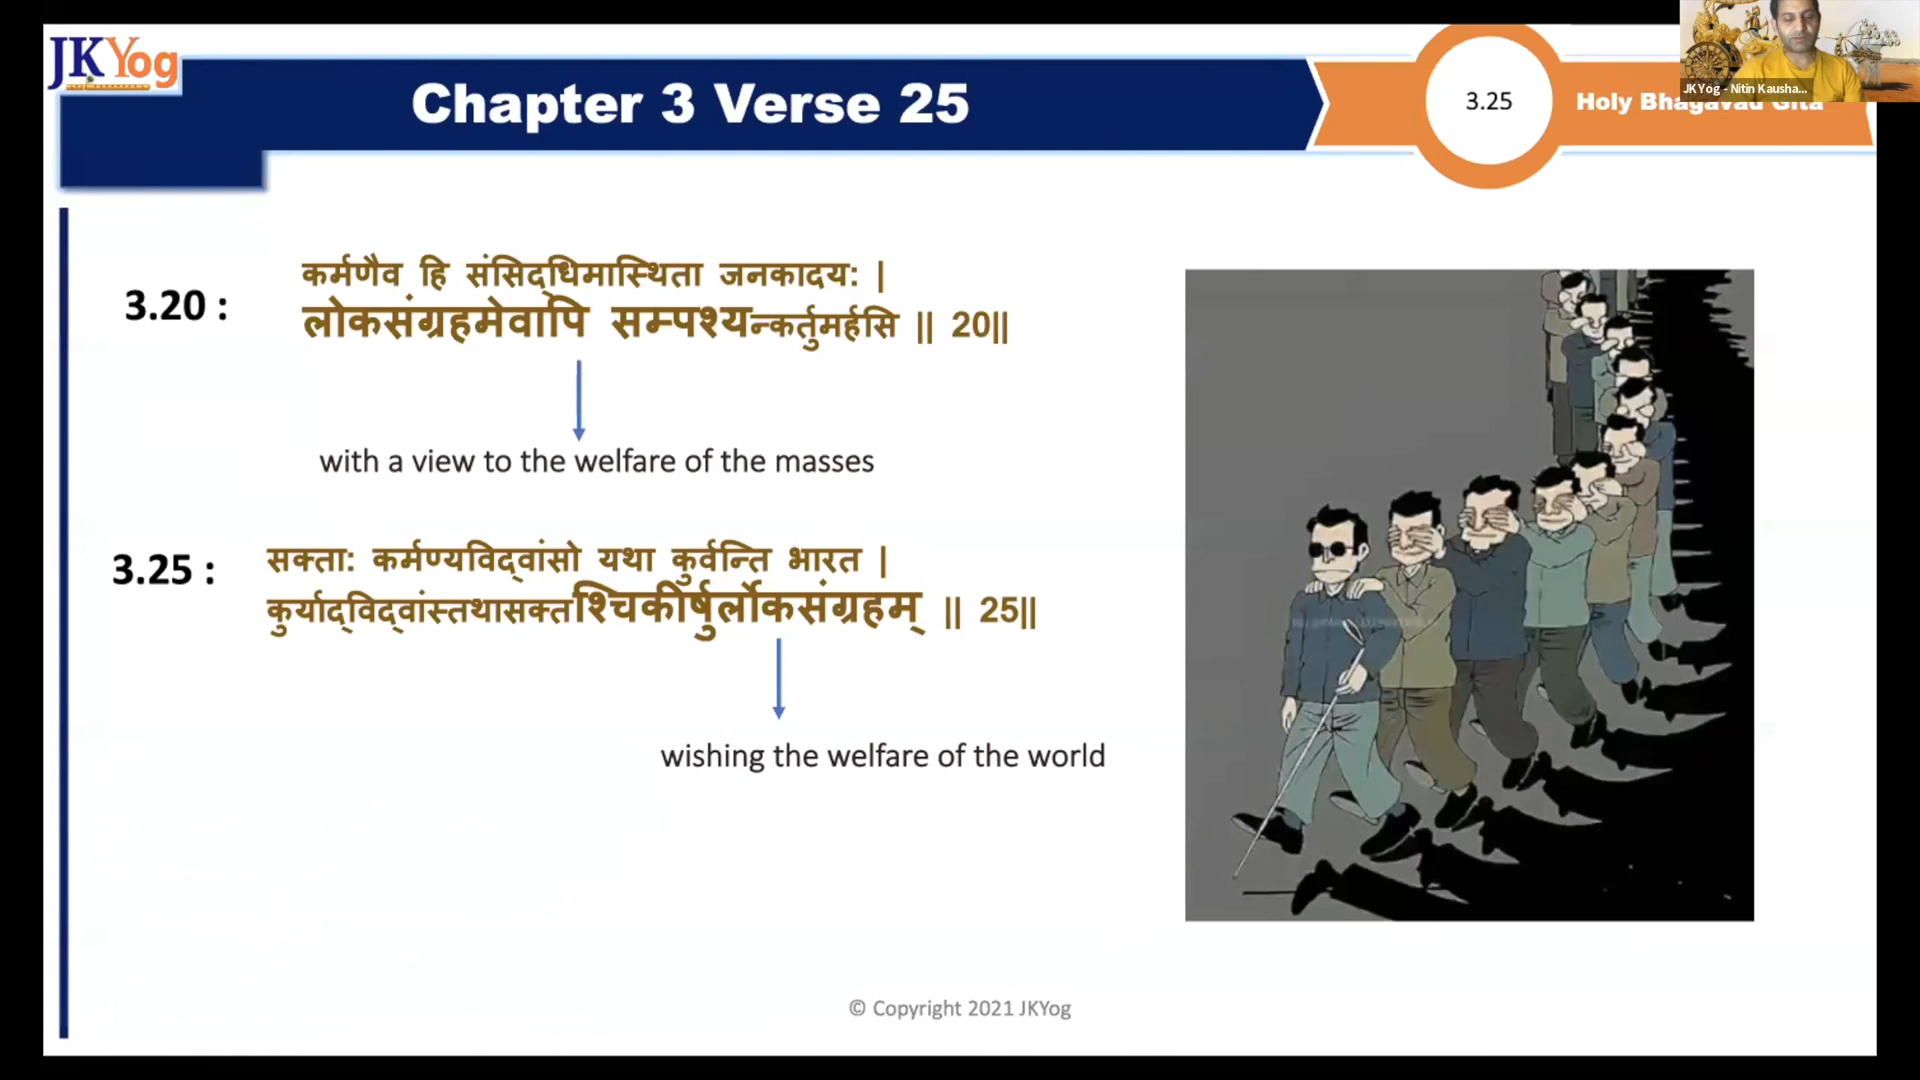 JKYog
Chapter 3 Verse 25
3.25
Holy Bhagavad Gita
JKYog - Nitin Kausha...
3.20 :
कर्मणैव हि संसिद्धिमास्थिता जनकादय: |
लोकसंग्रहमेवापि सम्पश्यन्कर्तुमर्हसि || 20||
with a view to the welfare of the masses
3.25 :
सक्ता: कर्मण्यविद्वांसो यथा कुर्वन्ति भारत |
कुर्याद्विद्वांस्तथासक्तश्चिकीर्षुर्लोकसंग्रहम् || 25||
wishing the welfare of the world
© Copyright 2021 JKYog